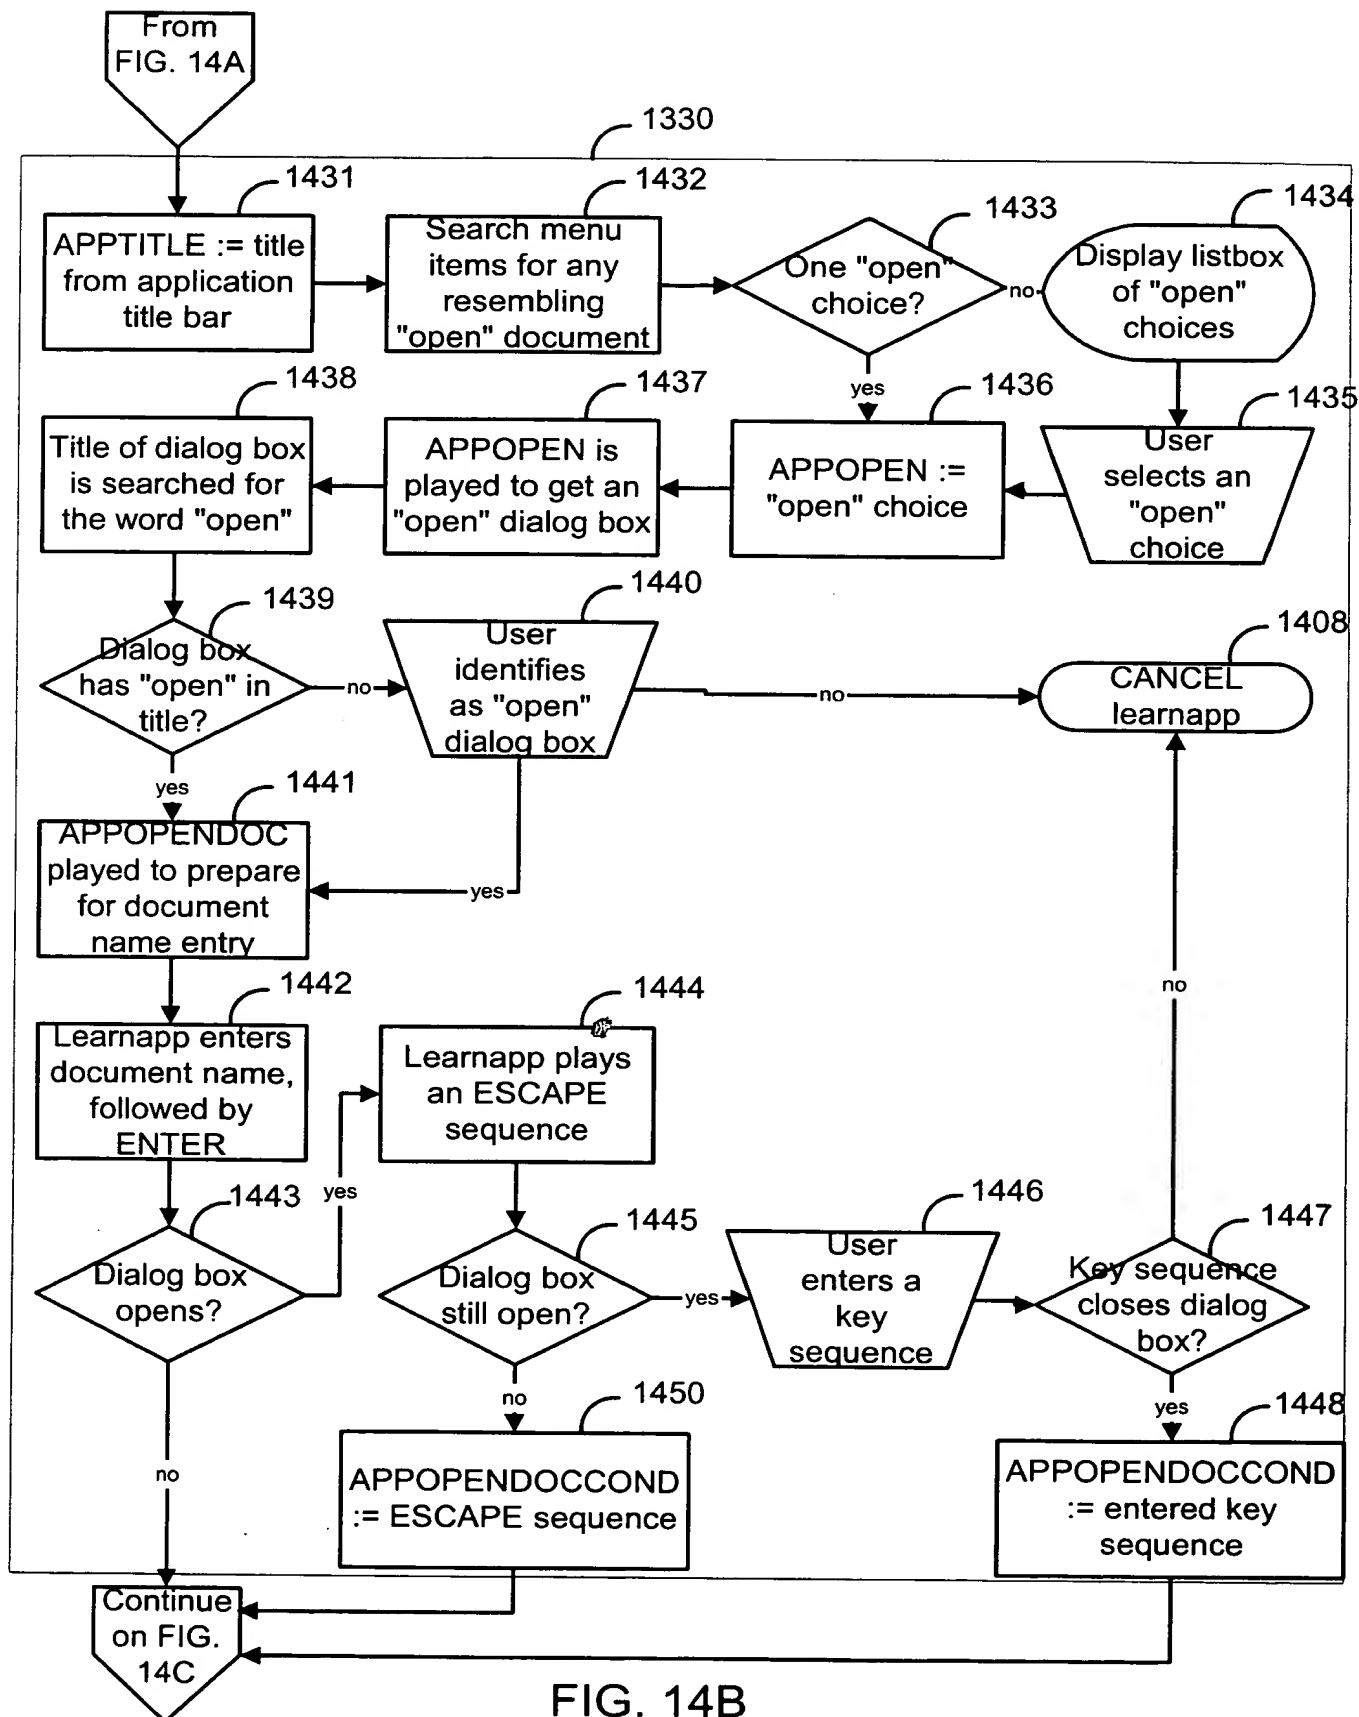 From
FIG. 14A
1330
1431
APPTITLE := title
from application
title bar
1432
Search menu
items for any
resembling
"open" document
1433
One "open"
choice?
no
yes
1434
Display listbox
of "open"
choices
1435
User
selects an
"open"
choice
1436
APPOPEN :=
"open" choice
1437
APPOPEN is
played to get an
"open" dialog box
1438
Title of dialog box
is searched for
the word "open"
1439
Dialog box
has "open" in
title?
no
yes
1440
User
identifies
as "open"
dialog box
no
yes
1408
CANCEL
learnapp
1441
APPOPENDOC
played to prepare
for document
name entry
1442
Learnapp enters
document name,
followed by
ENTER
1443
Dialog box
opens?
yes
no
1444
Learnapp plays
an ESCAPE
sequence
1445
Dialog box
still open?
yes
no
1446
User
enters a
key
sequence
1447
Key sequence
closes dialog
box?
no
yes
1450
APPOPENDOCCOND
:= ESCAPE sequence
1448
APPOPENDOCCOND
:= entered key
sequence
Continue
on FIG.
14C
FIG. 14B